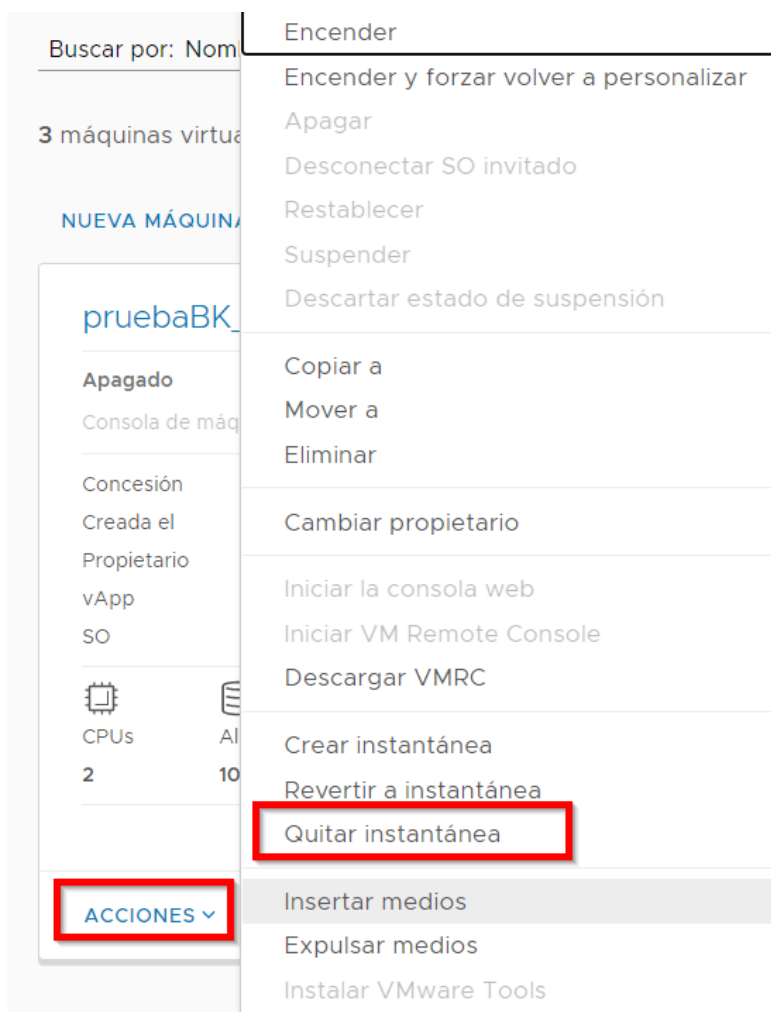 Buscar por: Nom
3 máquinas virtua
NUEVA MÁQUINA
pruebaBK_
Apagado
Consola de máq
Concesión
Creada el
Propietario
vApp
SO
CPUs
Al
2
10
ACCIONES
Encender
Encender y forzar volver a personalizar
Apagar
Desconectar SO invitado
Restablecer
Suspender
Descartar estado de suspensión
Copiar a
Mover a
Eliminar
Cambiar propietario
Iniciar la consola web
Iniciar VM Remote Console
Descargar VMRC
Crear instantánea
Revertir a instantánea
Quitar instantánea
Insertar medios
Expulsar medios
Instalar VMware Tools